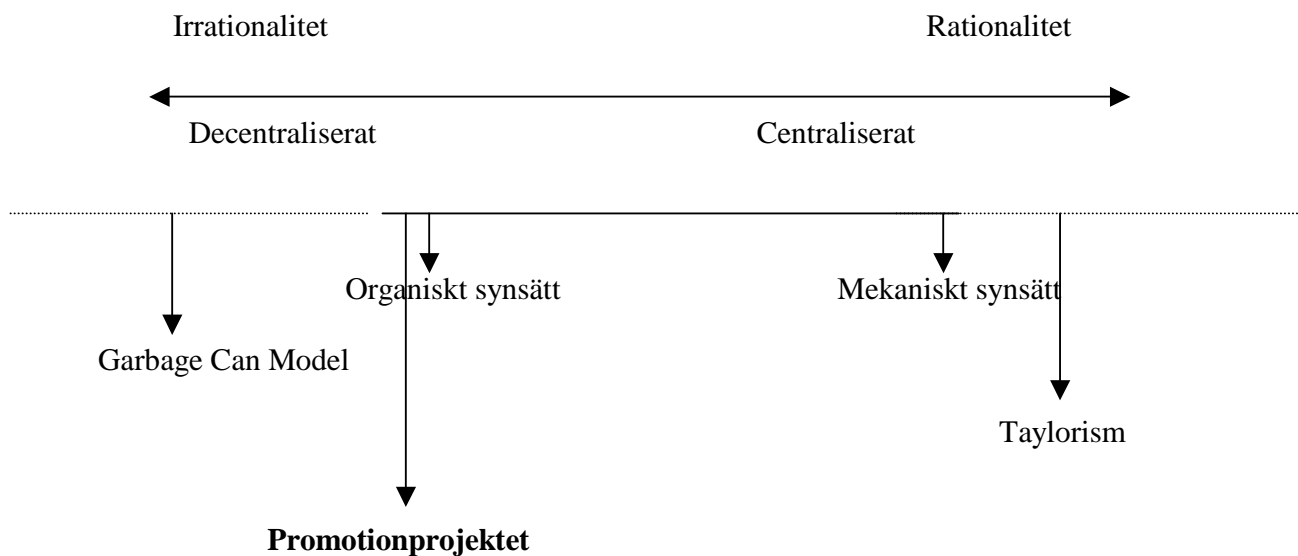 Irrationalitet Rationalitet
Decentraliserat Centraliserat
Organiskt synsätt Mekaniskt synsätt
Garbage Can Model
Taylorism
Promotionprojektet